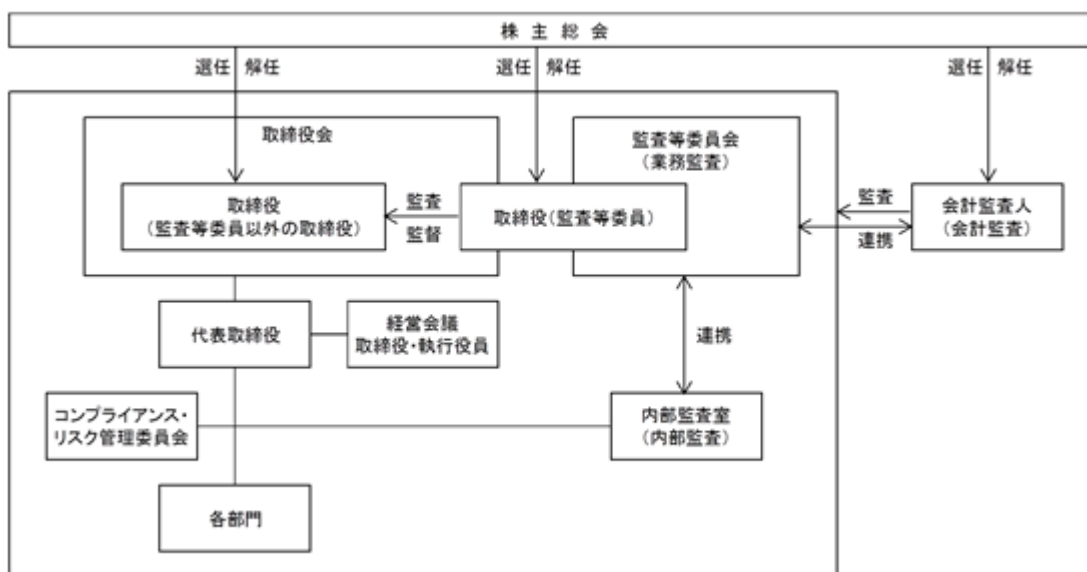 株主総会
選任 解任
選任 解任
選任 解任
取締役会
監査等委員会
(業務監査)
取締役
(監査等委員以外の取締役)
監査
監督
取締役(監査等委員)
監査
連携
会計監査人
(会計監査)
代表取締役
経営会議
取締役・執行役員
連携
コンプライアンス・
リスク管理委員会
内部監査室
(内部監査)
各部門